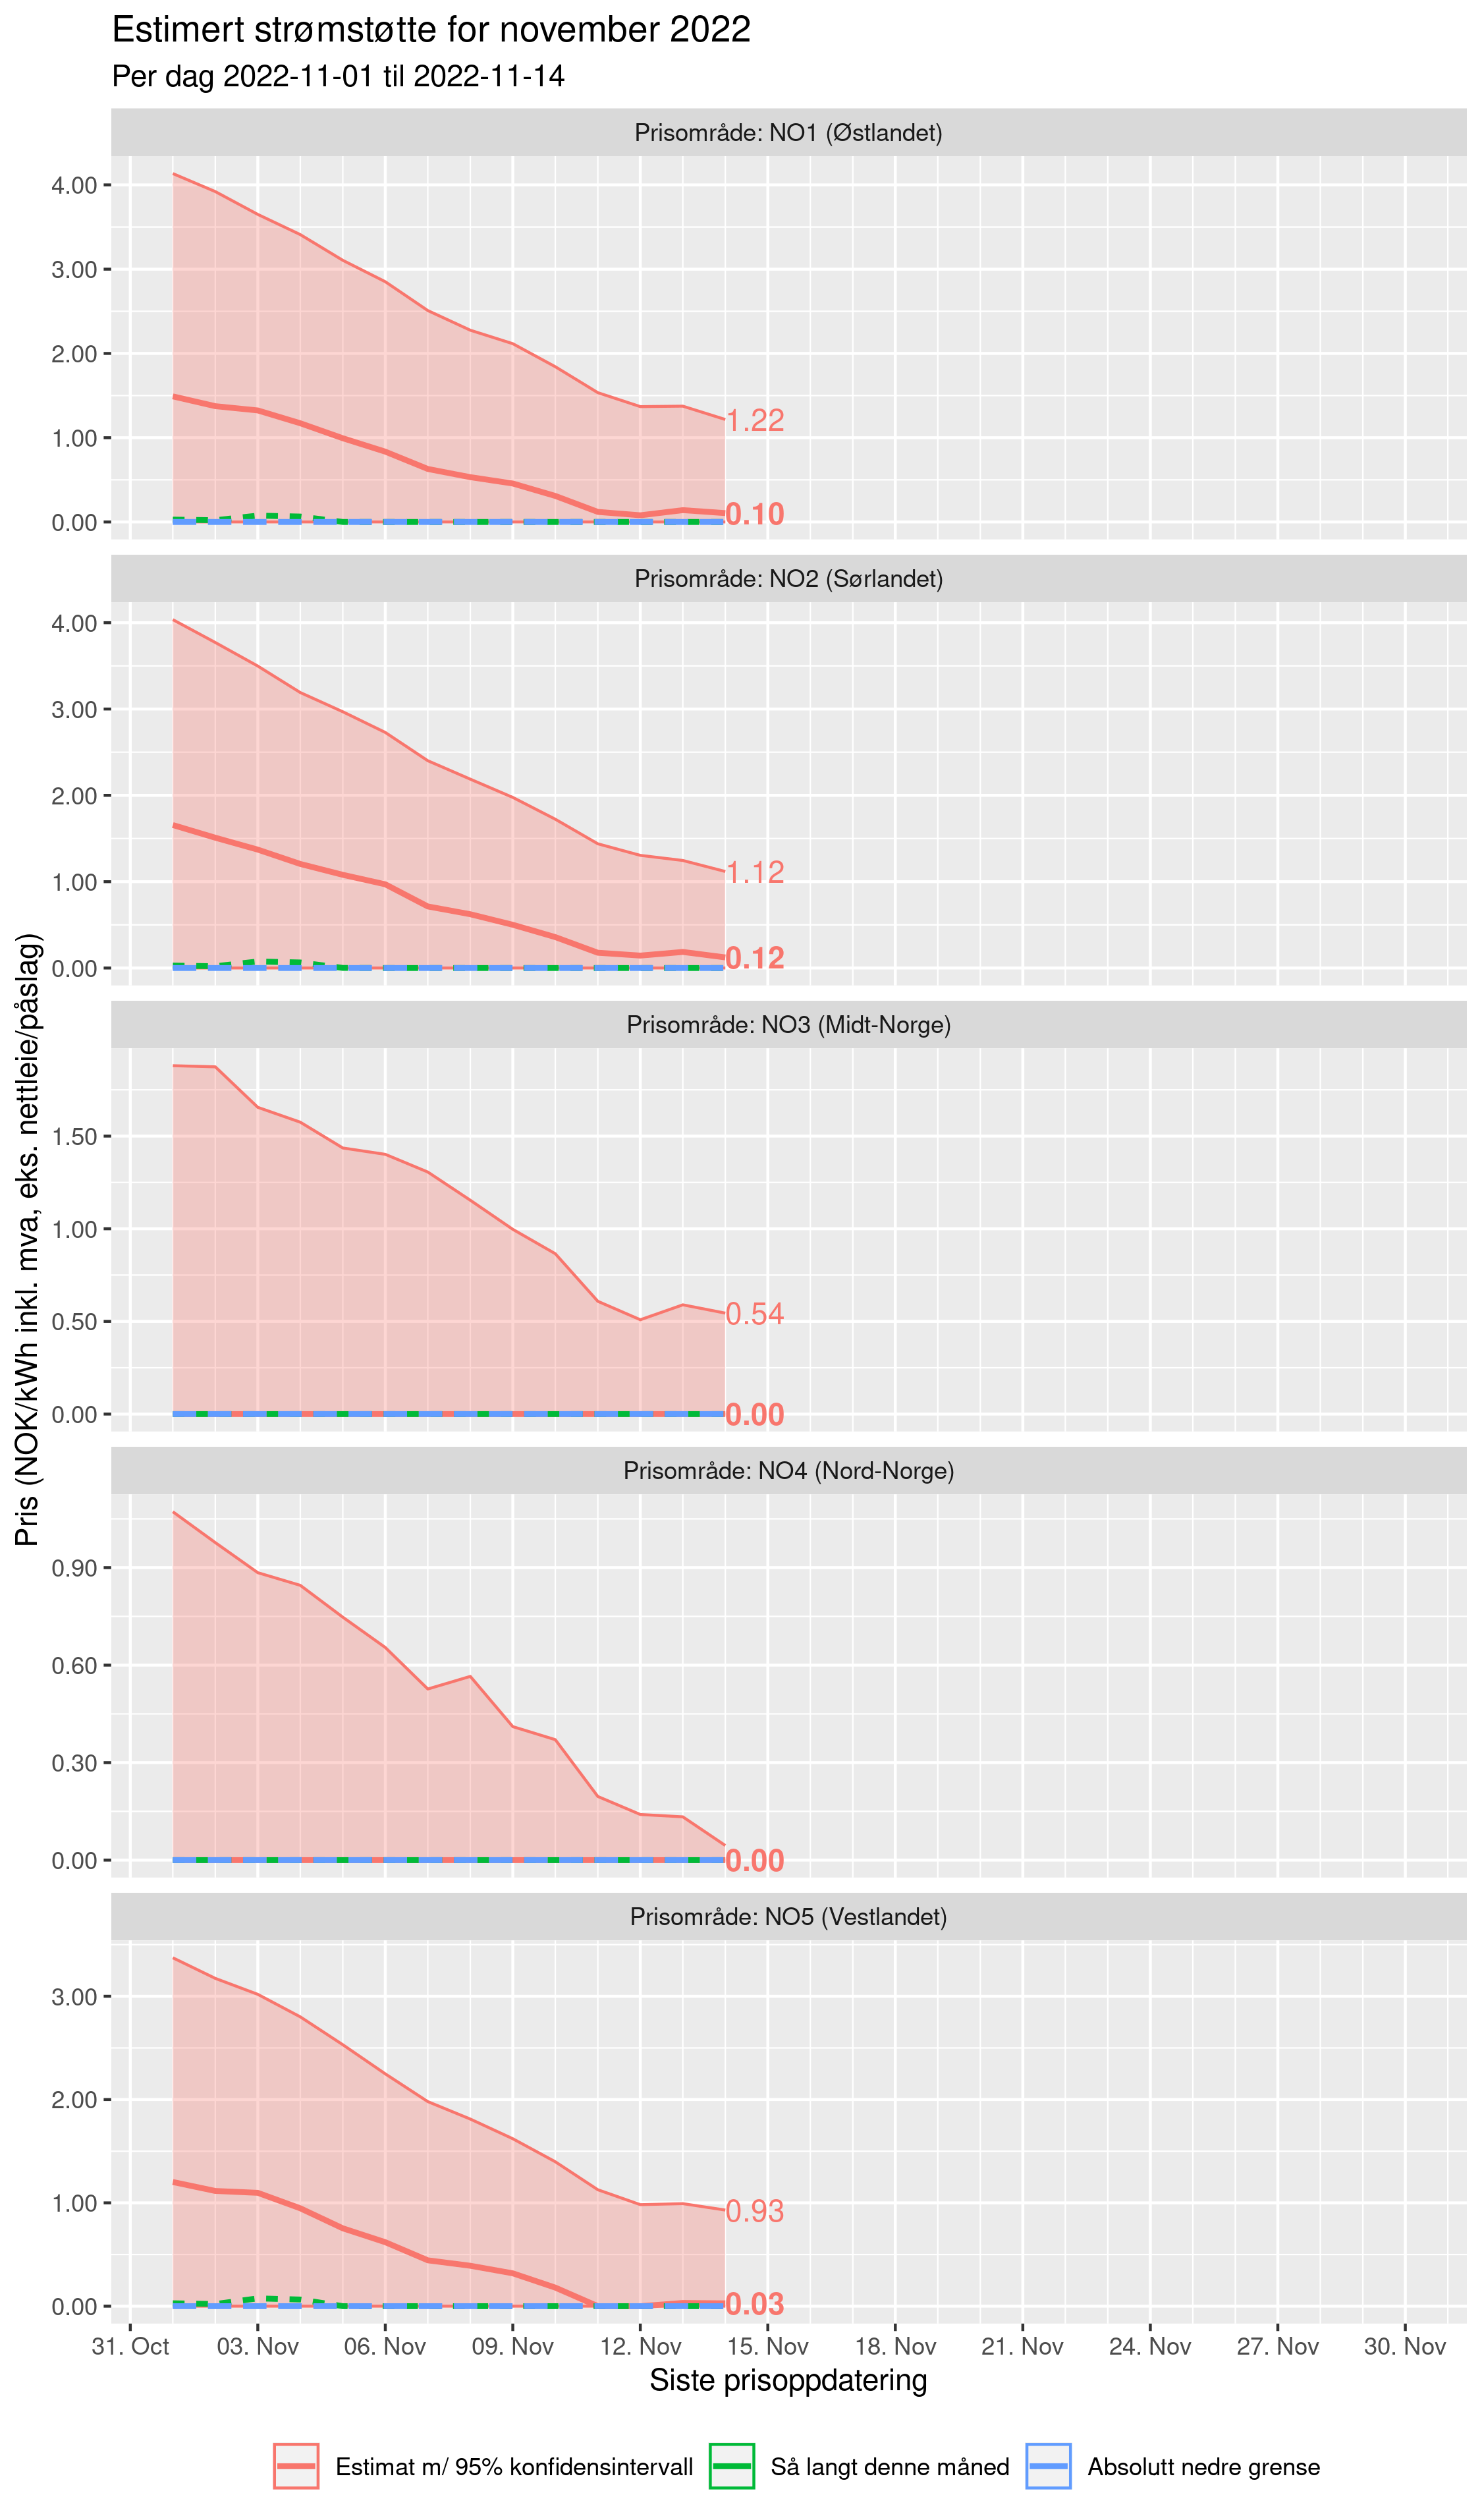 Estimert strømstøtte for november 2022
Per dag 2022-11-01 til 2022-11-14
Prisområde: NO1 (Østlandet)
4.00
3.00
2.00
1.00
0.00
1.22
0.10
Prisområde: NO2 (Sørlandet)
4.00
3.00
2.00
1.00
0.00
1.12
0.12
Pris (NOK/kWh inkl. mva, eks. nettleie/påslag)
Prisområde: NO3 (Midt-Norge)
1.50
1.00
0.50
0.00
0.54
0.00
Prisområde: NO4 (Nord-Norge)
0.90
0.60
0.30
0.00
0.00
Prisområde: NO5 (Vestlandet)
3.00
2.00
1.00
0.00
0.93
0.03
31. Oct 03. Nov 06. Nov 09. Nov 12. Nov 15. Nov 18. Nov 21. Nov 24. Nov 27. Nov 30. Nov
Siste prisoppdatering
Estimat m/ 95% konfidensintervall Så langt denne måned Absolutt nedre grense